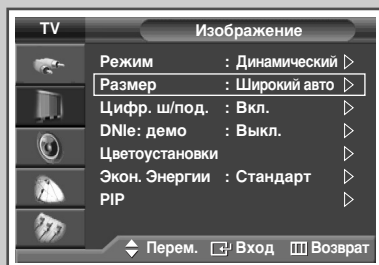 TV
Изображение
Режим : Динамический
Размер : Широкий авто
Цифр. ш/под. : Вкл.
DNIe: демо : Выкл.
Цветоустановки
Экон. Энергии : Стандарт
PIP
Перем. Вход Возврат